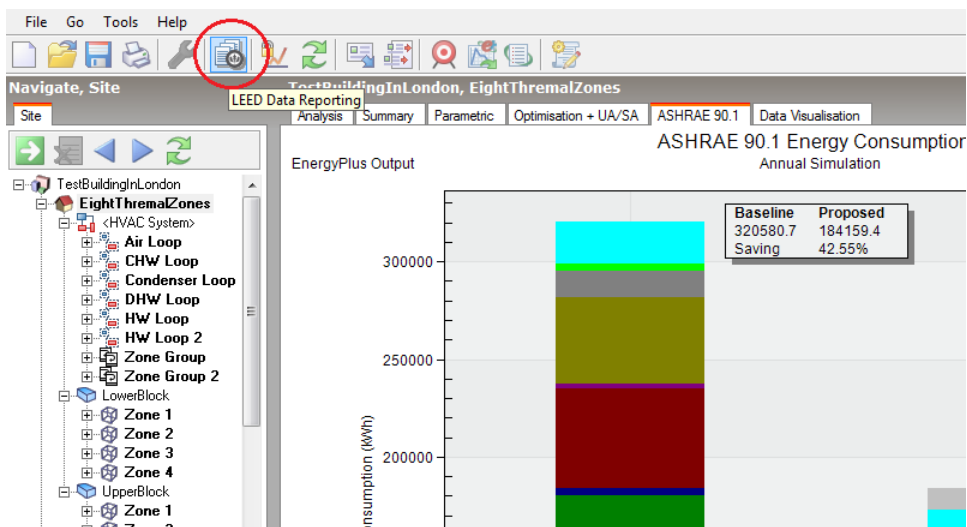 File Go Tools Help
Navigate, Site
TestBuildingInLondon, EightThremalZones
LEED Data Reporting
Site
Analysis Summary Parametric Optimisation + UA/SA ASHRAE 90.1 Data Visualisation
ASHRAE 90.1 Energy Consumption
EnergyPlus Output
Annual Simulation
TestBuildingInLondon
EightThremalZones
<HVAC System>
Air Loop
CHW Loop
Condenser Loop
DHW Loop
HW Loop
HW Loop 2
Zone Group
Zone Group 2
LowerBlock
Zone 1
Zone 2
Zone 3
Zone 4
UpperBlock
Zone 1
Baseline Proposed
320580.7 184159.4
Saving 42.55%
300000
250000
200000
(kWh)